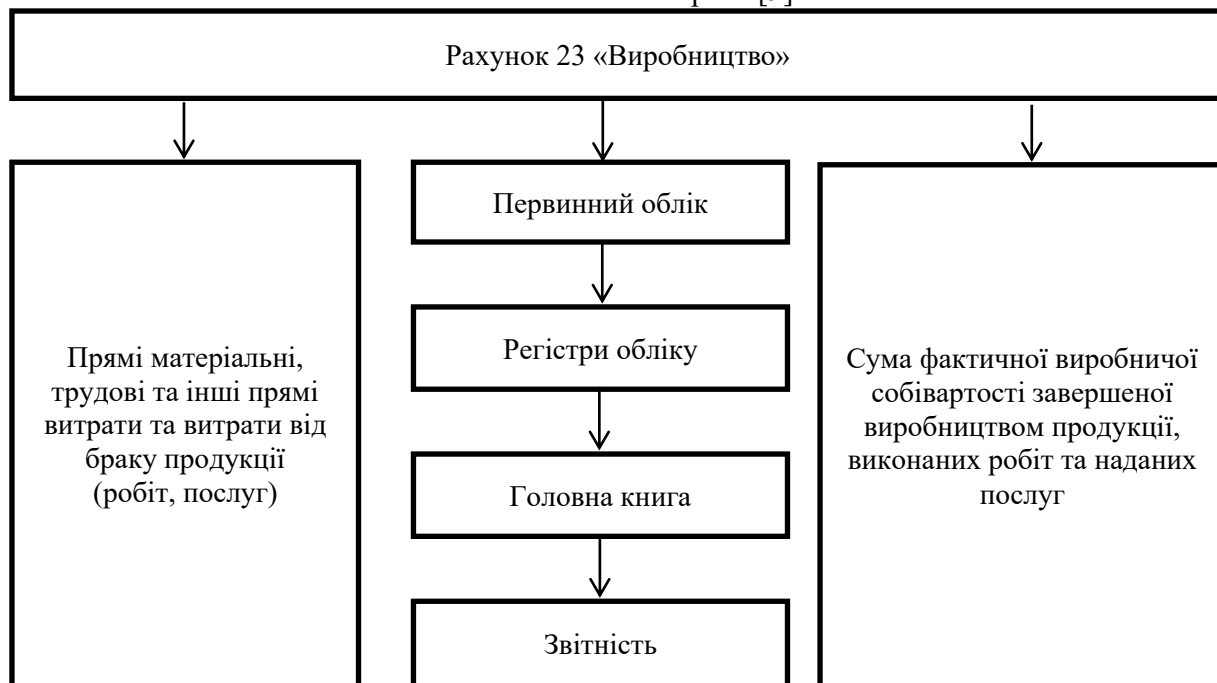 Рахунок 23 «Виробництво»
Прямі матеріальні,
трудові та інші прямі
витрати та витрати від
браку продукції
(робіт, послуг)
Первинний облік
Регістри обліку
Головна книга
Звітність
Сума фактичної виробничої
собівартості завершеної
виробництвом продукції,
виконаних робіт та наданих
послуг